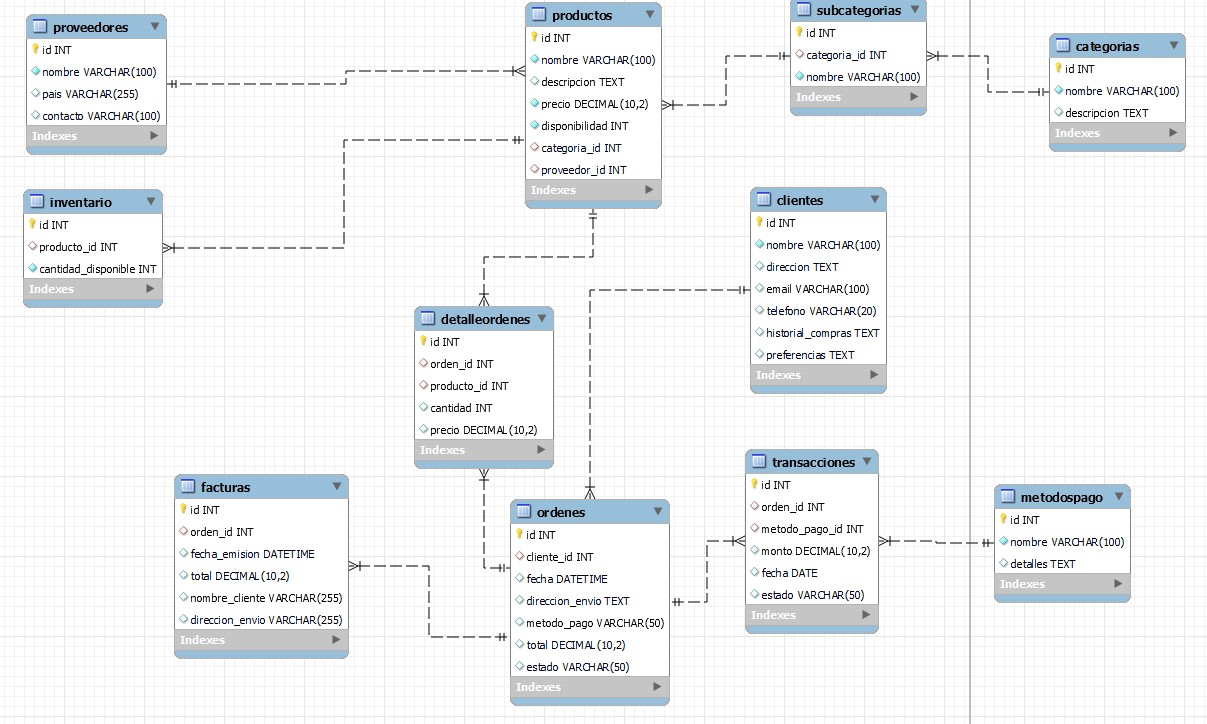 proveedores
id INT
nombre VARCHAR(100)
pais VARCHAR(255)
contacto VARCHAR(100)
Indexes
productos
id INT
nombre VARCHAR(100)
descripcion TEXT
precio DECIMAL(10,2)
disponibilidad INT
categoria_id INT
proveedor_id INT
Indexes
subcategorias
id INT
categoria_id INT
nombre VARCHAR(100)
Indexes
categorias
id INT
nombre VARCHAR(100)
descripcion TEXT
Indexes
inventario
id INT
producto_id INT
cantidad_disponible INT
Indexes
clientes
id INT
nombre VARCHAR(100)
direccion TEXT
email VARCHAR(100)
telefono VARCHAR(20)
historial_compras TEXT
preferencias TEXT
Indexes
detalleordenes
id INT
orden_id INT
producto_id INT
cantidad INT
precio DECIMAL(10,2)
Indexes
facturas
id INT
orden_id INT
fecha_emision DATETIME
total DECIMAL(10,2)
nombre_cliente VARCHAR(255)
direccion_envio VARCHAR(255)
Indexes
ordenes
id INT
cliente_id INT
fecha DATETIME
direccion_envio TEXT
metodo_pago VARCHAR(50)
total DECIMAL(10,2)
estado VARCHAR(50)
Indexes
transacciones
id INT
orden_id INT
metodo_pago_id INT
monto DECIMAL(10,2)
fecha DATE
estado VARCHAR(50)
Indexes
metodospago
id INT
nombre VARCHAR(100)
detalles TEXT
Indexes